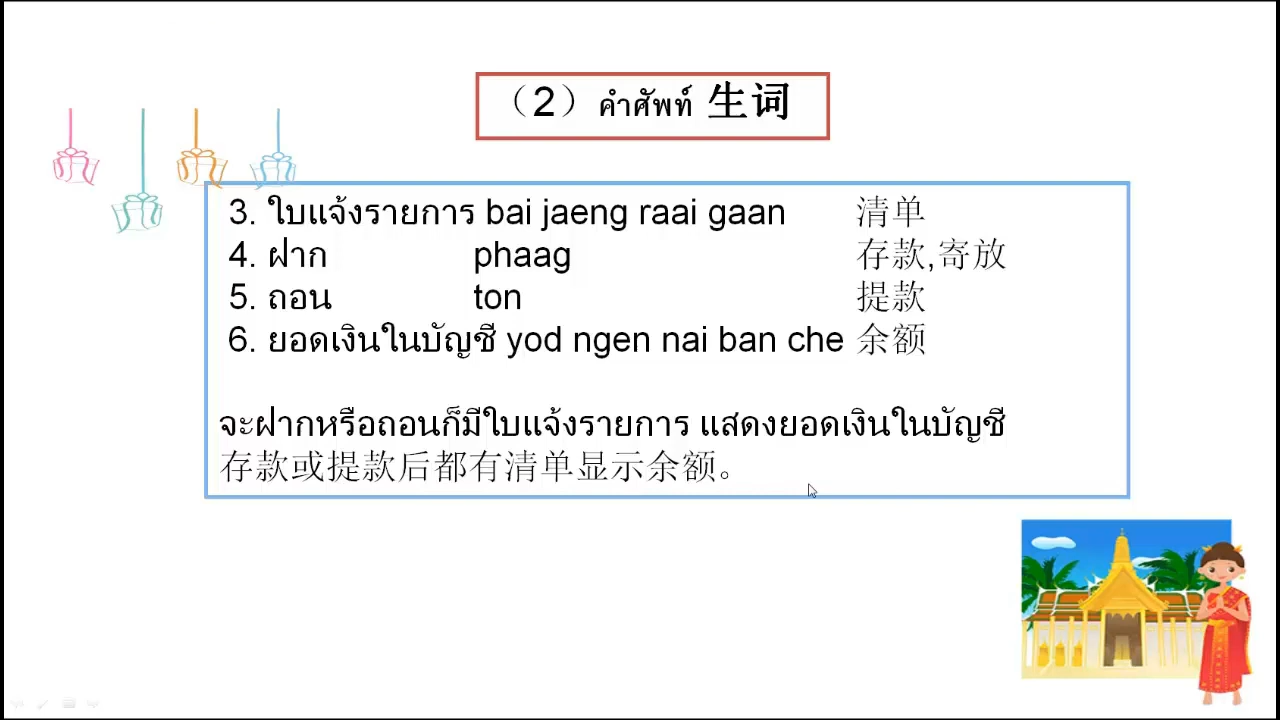 （2）คำศัพท์ 生词
3. ใบแจ้งรายการ bai jaeng raai gaan 清单
4. ฝาก phaag 存款,寄放
5. ถอน ton 提款
6. ยอดเงินในบัญชี yod ngen nai ban che 余额
จะฝากหรือถอนก็มีใบแจ้งรายการ แสดงยอดเงินในบัญชี
存款或提款后都有清单显示余额。